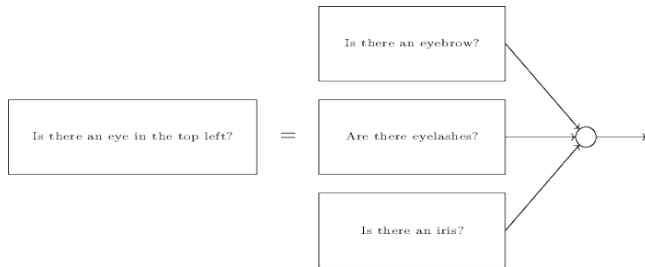 Is there an eyebrow?
Is there an eye in the top left?
=
Are there eyelashes?
Is there an iris?